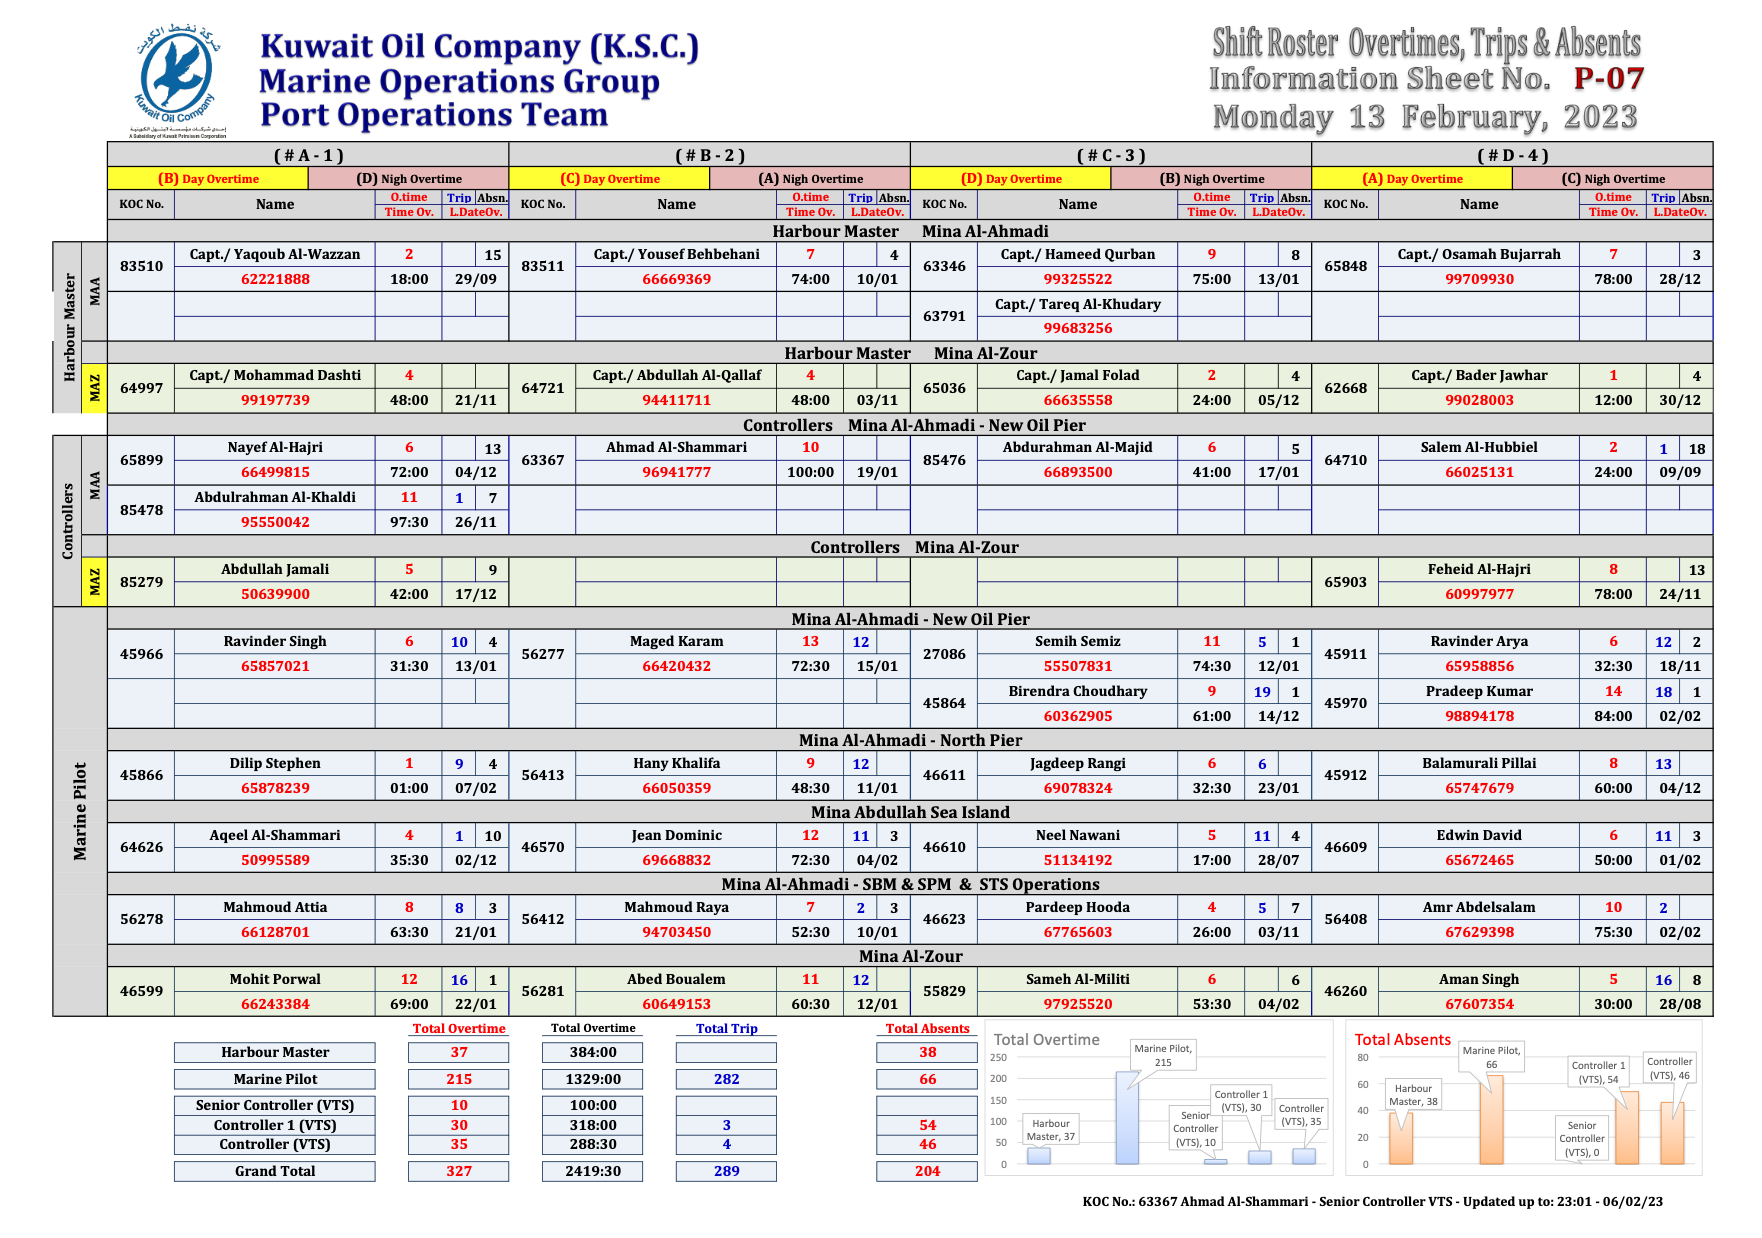 شركة نفط الكويت
Kuwait Oil Company
A Subsidiary of Kuwait Petroleum Corporation
Kuwait Oil Company (K.S.C.)
Marine Operations Group
Port Operations Team
Shift Roster Overtimes, Trips & Absents
Information Sheet No. P-07
Monday 13 February, 2023
( # A - 1 ) ( # B - 2 ) ( # C - 3 ) ( # D - 4 )
(B) Day Overtime (D) Nigh Overtime (C) Day Overtime (A) Nigh Overtime (D) Day Overtime (B) Nigh Overtime (A) Day Overtime (C) Nigh Overtime
KOC No. Name O.time Trip Absn. KOC No. Name O.time Trip Absn. KOC No. Name O.time Trip Absn. KOC No. Name O.time Trip Absn.
Time Ov. L.DateOv. Time Ov. L.DateOv. Time Ov. L.DateOv. Time Ov. L.DateOv.
Harbour Master Mina Al-Ahmadi
Harbour Master
MAA
83510 Capt./ Yaqoub Al-Wazzan 2 15 83511 Capt./ Yousef Behbehani 7 4 63346 Capt./ Hameed Qurban 9 8 65848 Capt./ Osamah Bujarrah 7 3
62221888 18:00 29/09 66669369 74:00 10/01 99325522 75:00 13/01 99709930 78:00 28/12
63791 Capt./ Tareq Al-Khudary
99683256
Harbour Master Mina Al-Zour
MAZ
64997 Capt./ Mohammad Dashti 4 64721 Capt./ Abdullah Al-Qallaf 4 65036 Capt./ Jamal Folad 2 4 62668 Capt./ Bader Jawhar 1 4
99197739 48:00 21/11 94411711 48:00 03/11 66635558 24:00 05/12 99028003 12:00 30/12
Controllers Mina Al-Ahmadi - New Oil Pier
Controllers
MAA
65899 Nayef Al-Hajri 6 13 63367 Ahmad Al-Shammari 10 85476 Abdurahman Al-Majid 6 5 64710 Salem Al-Hubbiel 2 1 18
66499815 72:00 04/12 96941777 100:00 19/01 66893500 41:00 17/01 66025131 24:00 09/09
85478 Abdulrahman Al-Khaldi 11 1 7
95550042 97:30 26/11
Controllers Mina Al-Zour
MAZ
85279 Abdullah Jamali 5 9 65903 Feheid Al-Hajri 8 13
50639900 42:00 17/12 60997977 78:00 24/11
Mina Al-Ahmadi - New Oil Pier
Marine Pilot
45966 Ravinder Singh 6 10 4 56277 Maged Karam 13 12 27086 Semih Semiz 11 5 1 45911 Ravinder Arya 6 12 2
65857021 31:30 13/01 66420432 72:30 15/01 55507831 74:30 12/01 65958856 32:30 18/11
45864 Birendra Choudhary 9 19 1 45970 Pradeep Kumar 14 18 1
60362905 61:00 14/12 98894178 84:00 02/02
Mina Al-Ahmadi - North Pier
45866 Dilip Stephen 1 9 4 56413 Hany Khalifa 9 12 46611 Jagdeep Rangi 6 6 45912 Balamurali Pillai 8 13
65878239 01:00 07/02 66050359 48:30 11/01 69078324 32:30 23/01 65747679 60:00 04/12
Mina Abdullah Sea Island
64626 Aqeel Al-Shammari 4 1 10 46570 Jean Dominic 12 11 3 46610 Neel Nawani 5 11 4 46609 Edwin David 6 11 3
50995589 35:30 02/12 69668832 72:30 04/02 51134192 17:00 28/07 65672465 50:00 01/02
Mina Al-Ahmadi - SBM & SPM & STS Operations
56278 Mahmoud Attia 8 8 3 56412 Mahmoud Raya 7 2 3 46623 Pardeep Hooda 4 5 7 56408 Amr Abdelsalam 10 2
66128701 63:30 21/01 94703450 52:30 10/01 67765603 26:00 03/11 67629398 75:30 02/02
Mina Al-Zour
46599 Mohit Porwal 12 16 1 56281 Abed Boualem 11 12 55829 Sameh Al-Militi 6 6 46260 Aman Singh 5 16 8
66243384 69:00 22/01 60649153 60:30 12/01 97925520 53:30 04/02 67607354 30:00 28/08
Total Overtime Total Overtime Total Trip Total Absents
Harbour Master 37 384:00 38
Marine Pilot 215 1329:00 282 66
Senior Controller (VTS) 10 100:00
Controller 1 (VTS) 30 318:00 3 54
Controller (VTS) 35 288:30 4 46
Grand Total 327 2419:30 289 204
Total Overtime
250
200
150
100
50
0
Harbour Master, 37
Marine Pilot, 215
Senior Controller (VTS), 10
Controller 1 (VTS), 30
Controller (VTS), 35
Total Absents
80
60
40
20
0
Harbour Master, 38
Marine Pilot, 66
Senior Controller (VTS), 0
Controller 1 (VTS), 54
Controller (VTS), 46
KOC No.: 63367 Ahmad Al-Shammari - Senior Controller VTS - Updated up to: 23:01 - 06/02/23